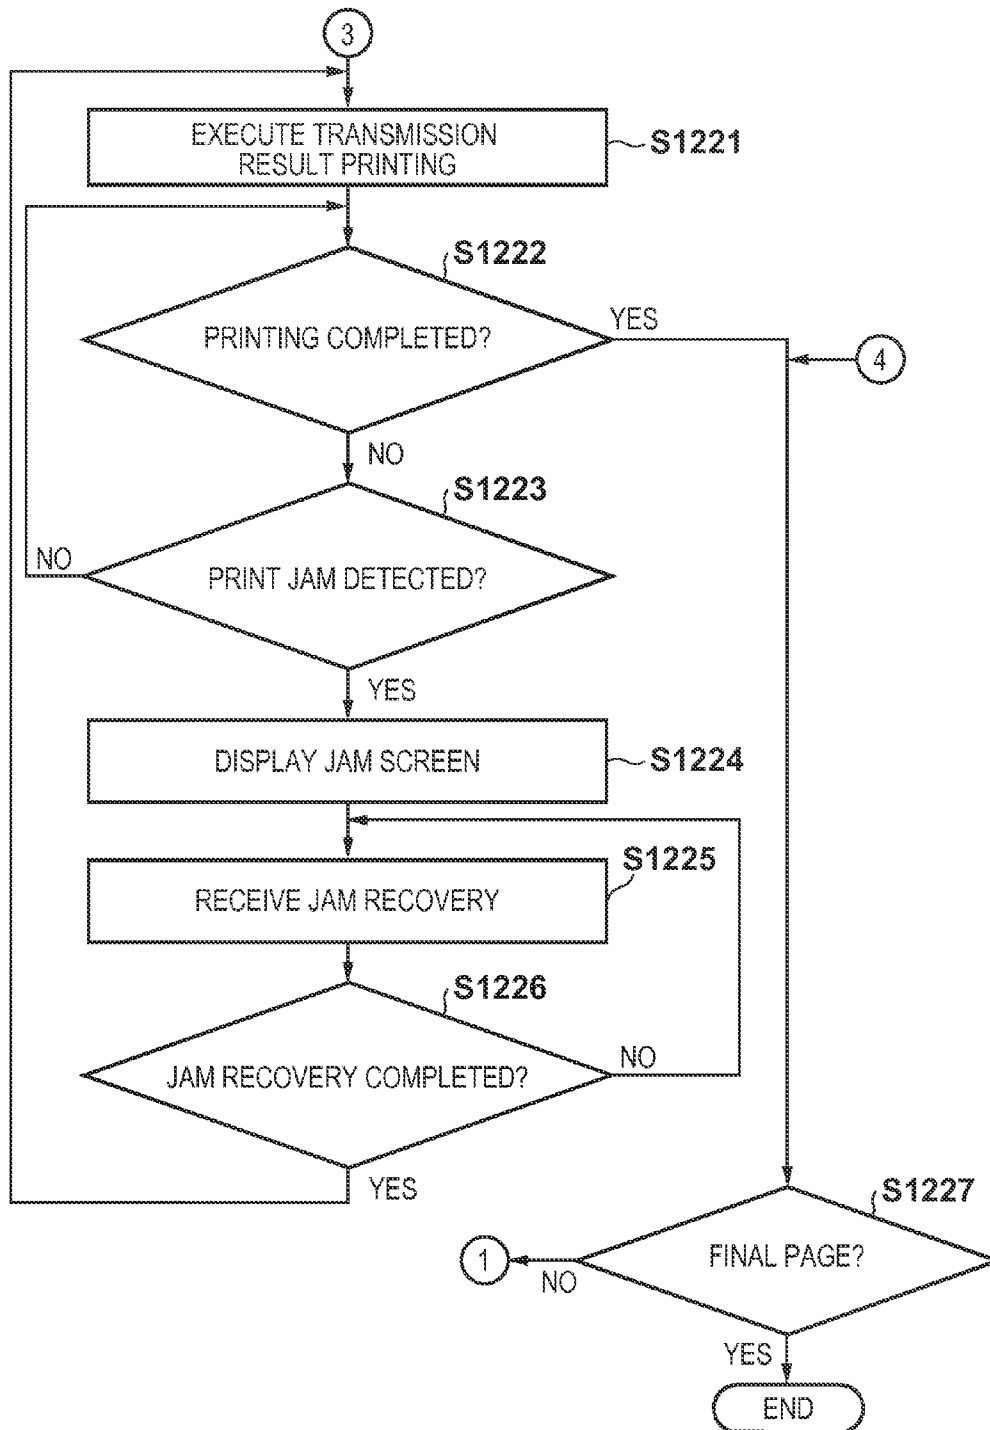 3
EXECUTE TRANSMISSION
RESULT PRINTING
S1221
S1222
PRINTING COMPLETED?
YES
4
NO
S1223
NO
PRINT JAM DETECTED?
YES
DISPLAY JAM SCREEN
S1224
S1225
RECEIVE JAM RECOVERY
S1226
JAM RECOVERY COMPLETED?
NO
YES
S1227
1
FINAL PAGE?
NO
YES
END